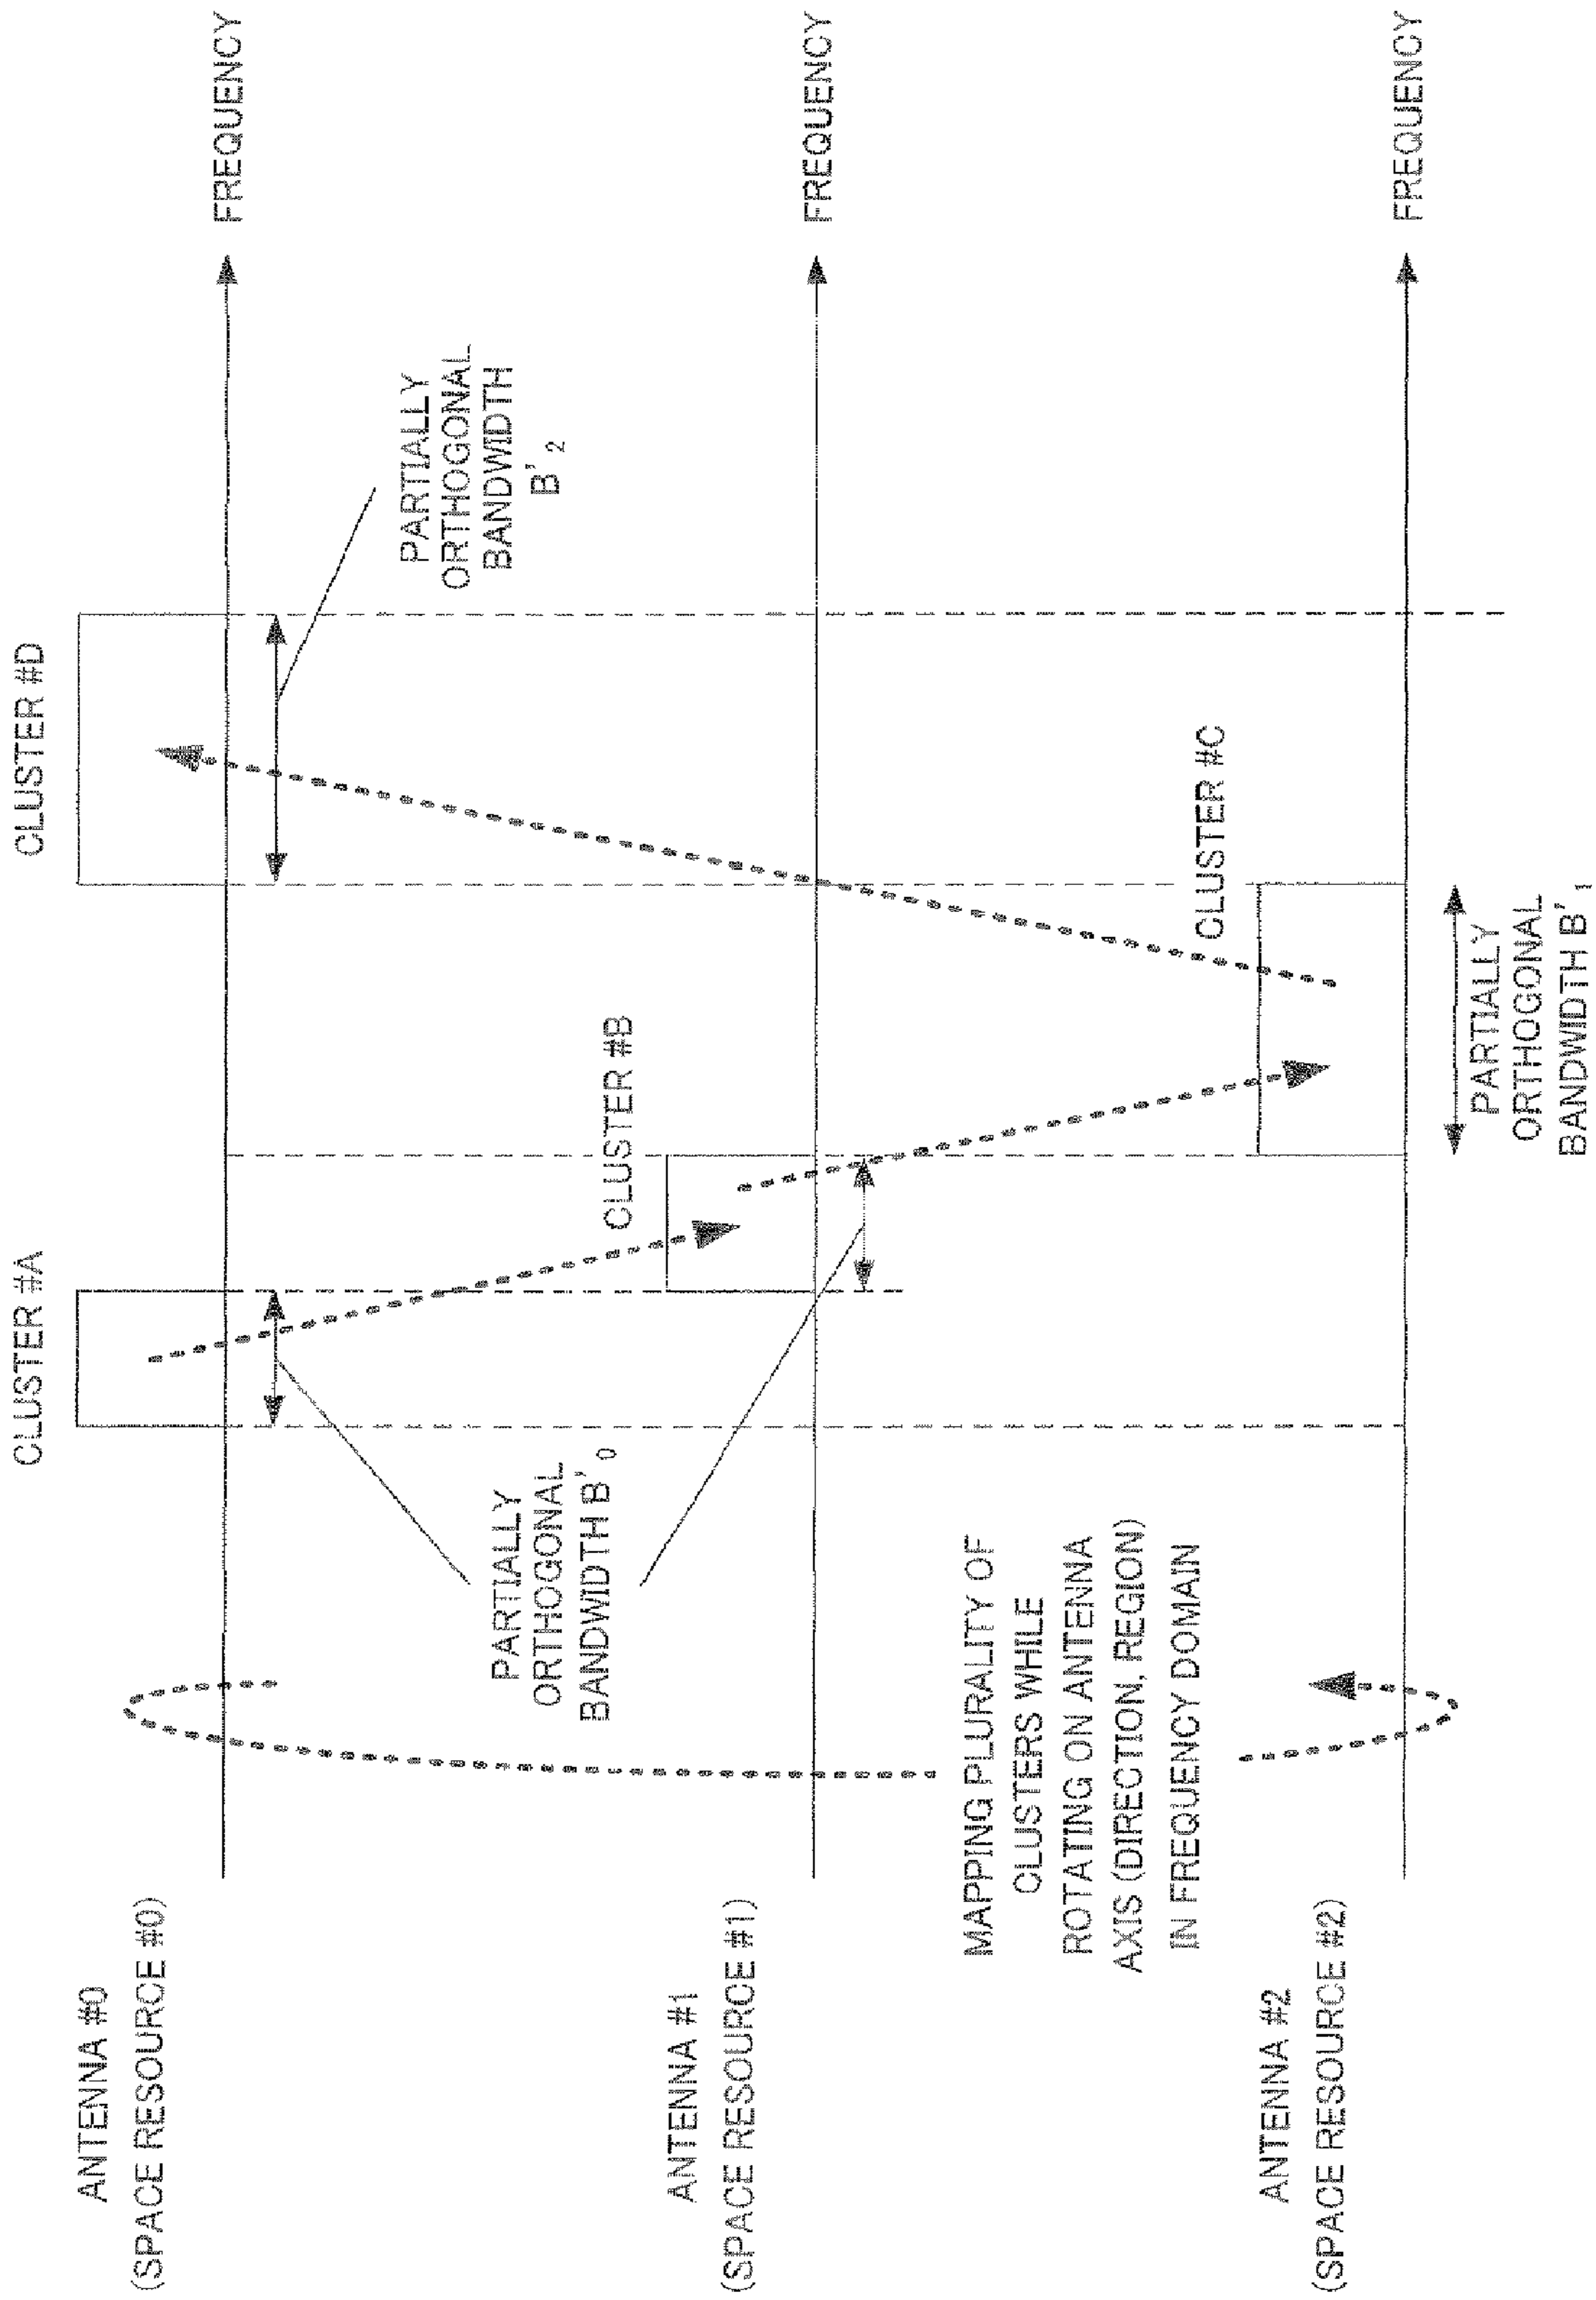 ANTENNA #0
(SPACE RESOURCE #0)
CLUSTER #A
CLUSTER #D
FREQUENCY
PARTIALLY
ORTHOGONAL
BANDWIDTH B'0
PARTIALLY
ORTHOGONAL
BANDWIDTH
B'2
ANTENNA #1
(SPACE RESOURCE #1)
CLUSTER #B
FREQUENCY
MAPPING PLURALITY OF
CLUSTERS WHILE
ROTATING ON ANTENNA
AXIS (DIRECTION, REGION)
IN FREQUENCY DOMAIN
ANTENNA #2
(SPACE RESOURCE #2)
CLUSTER #C
FREQUENCY
PARTIALLY
ORTHOGONAL
BANDWIDTH B'1